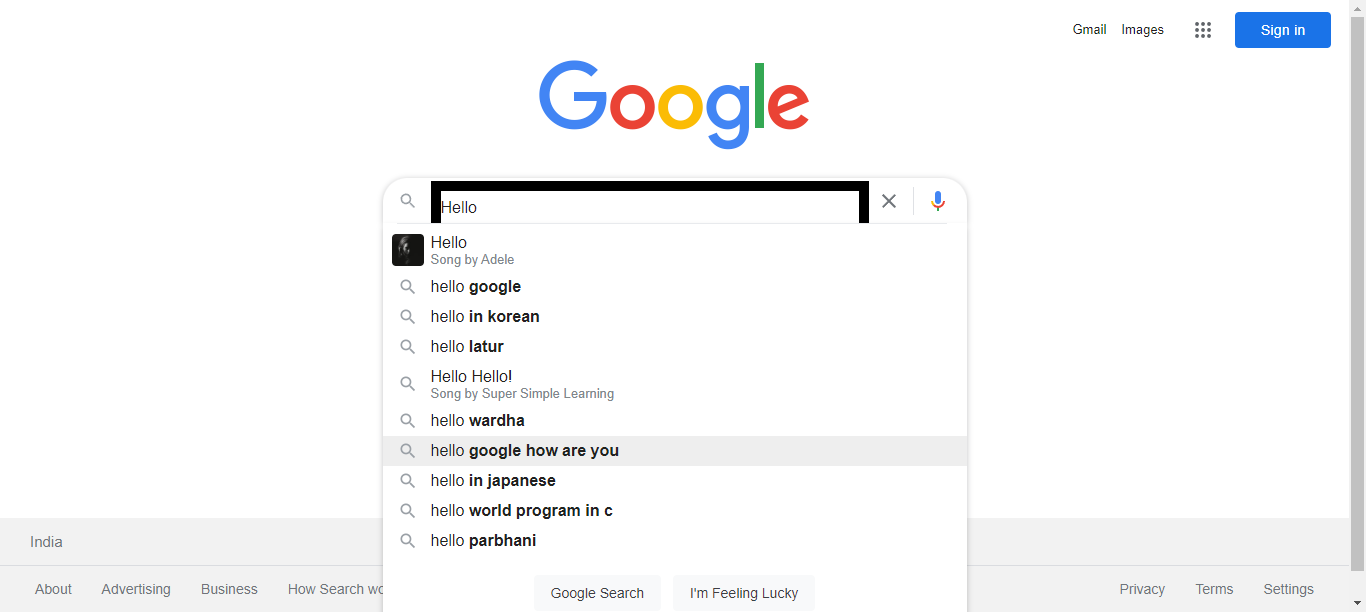 Gmail Images Sign in
Google
Hello
Hello
Song by Adele
hello google
hello in korean
hello latur
Hello Hello!
Song by Super Simple Learning
hello wardha
hello google how are you
hello in japanese
hello world program in c
hello parbhani
India
About Advertising Business How Search Privacy Terms Settings
Google Search I'm Feeling Lucky